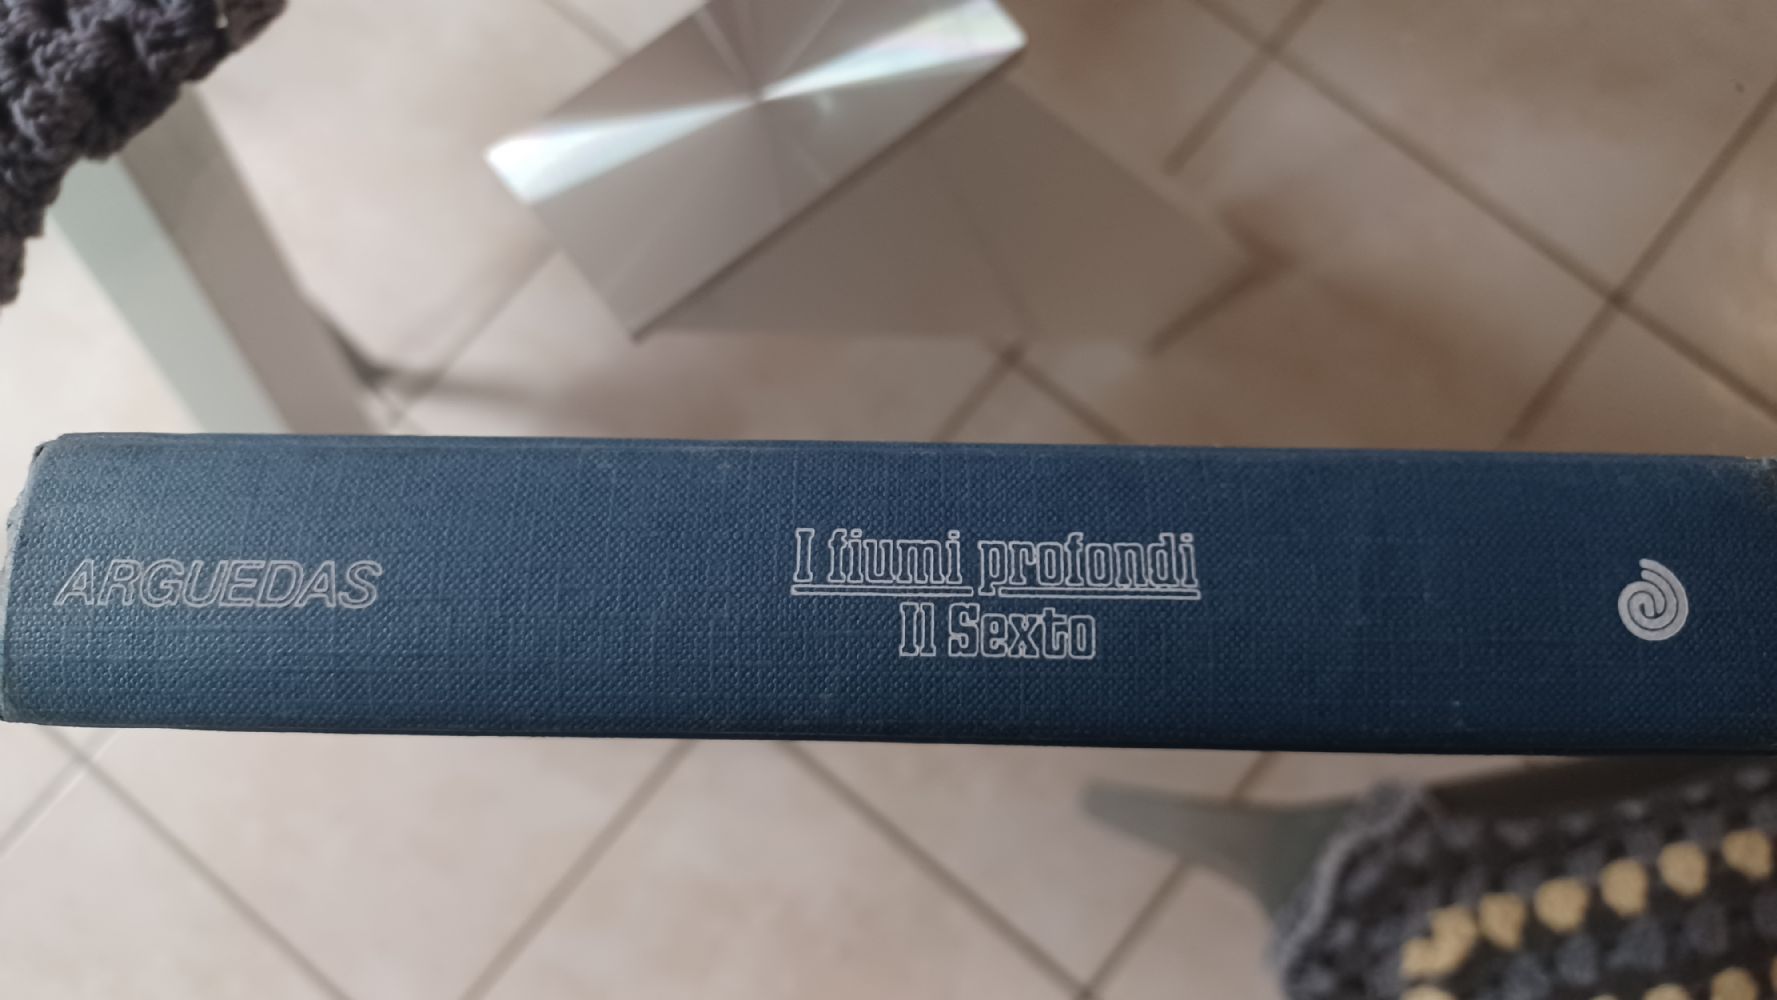 ARGUEDAS
I fiumi profondi
Il Sexto